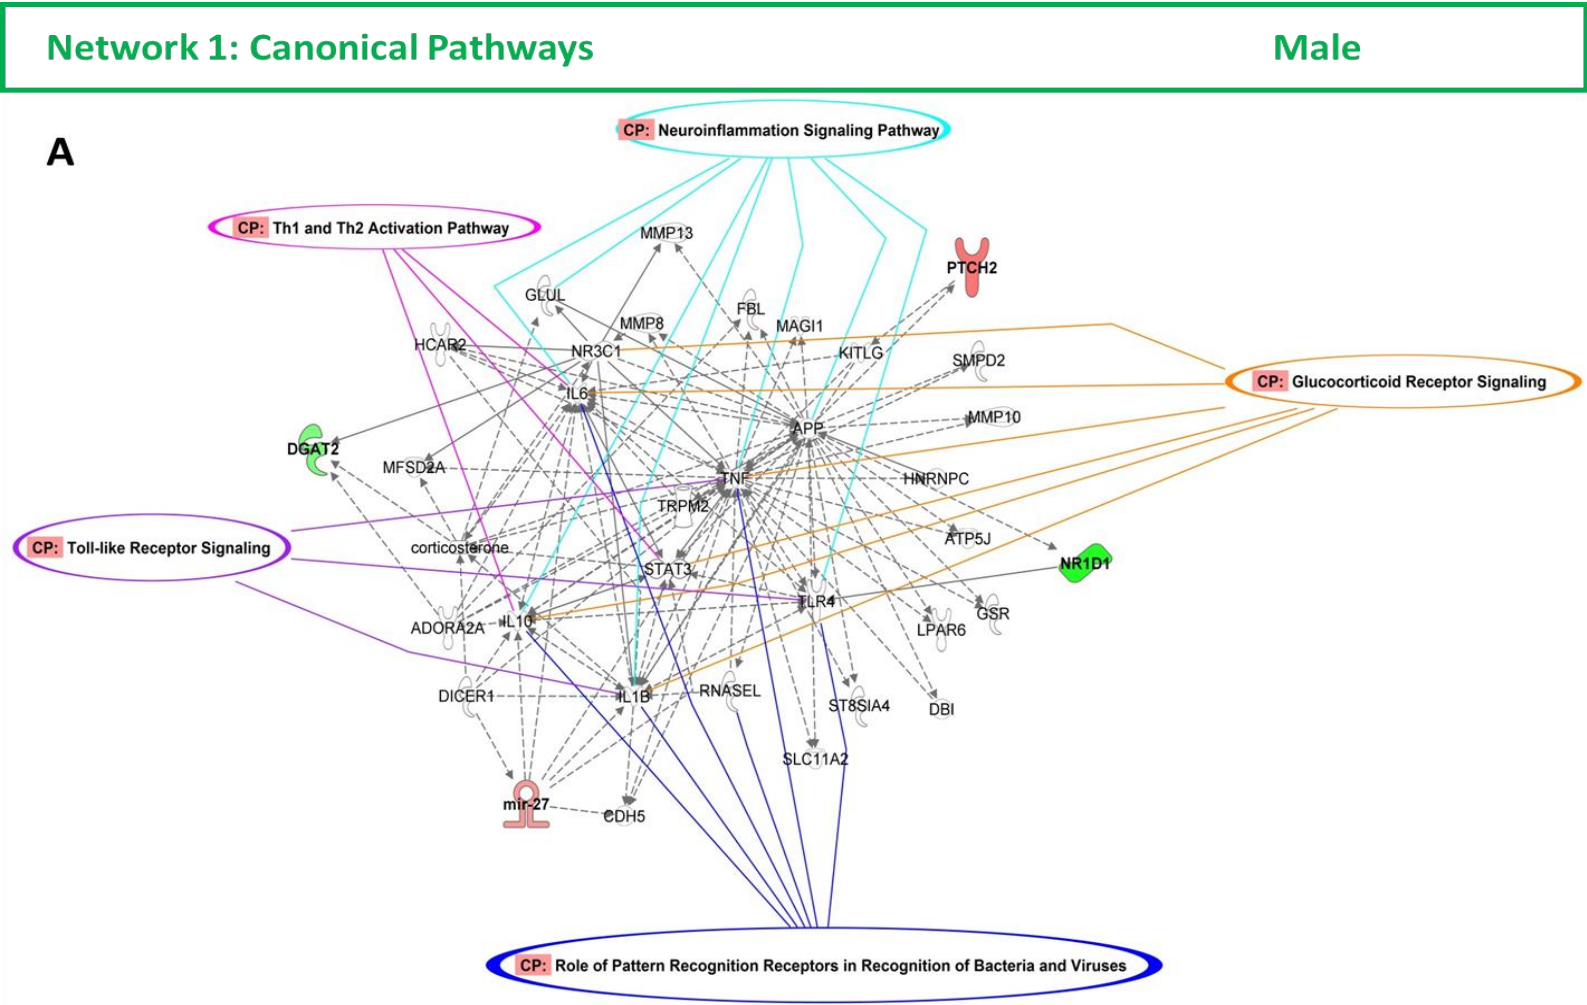 Network 1: Canonical Pathways Male
CP: Neuroinflammation Signaling Pathway
A
CP: Th1 and Th2 Activation Pathway
MMP13
PTCH2
GLUL
FBL
MMP8
MAGI1
HCAR2
NR3C1
KITLG
SMPD2
CP: Glucocorticoid Receptor Signaling
IL6
MMP10
APP
DGAT2
MFSD2A
TNF
HNRNPC
TRPM2
ATP5J
CP: Toll-like Receptor Signaling
corticosterone
NR1D1
STAT3
TLR4
GSR
IL10
ADORA2A
LPAR6
DICER1
IL1B
RNASEL
ST8SIA4
DBI
SLC11A2
mir-27
CDH5
CP: Role of Pattern Recognition Receptors in Recognition of Bacteria and Viruses